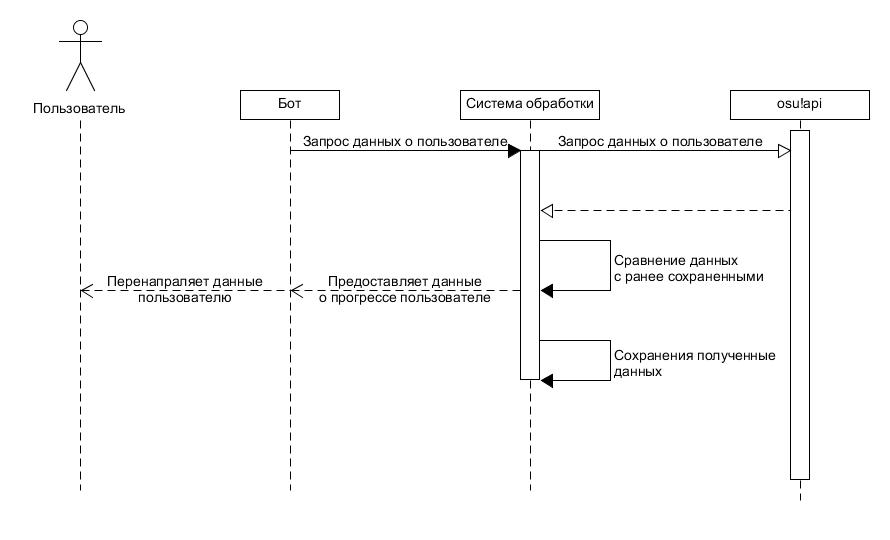 Пользователь
Бот
Система обработки
osu!api
Запрос данных о пользователе
Запрос данных о пользователе
Сравнение данных
с ранее сохраненными
Перенапраляет данные
пользователю
Предоставляет данные
о прогрессе пользователе
Сохранения полученные
данных